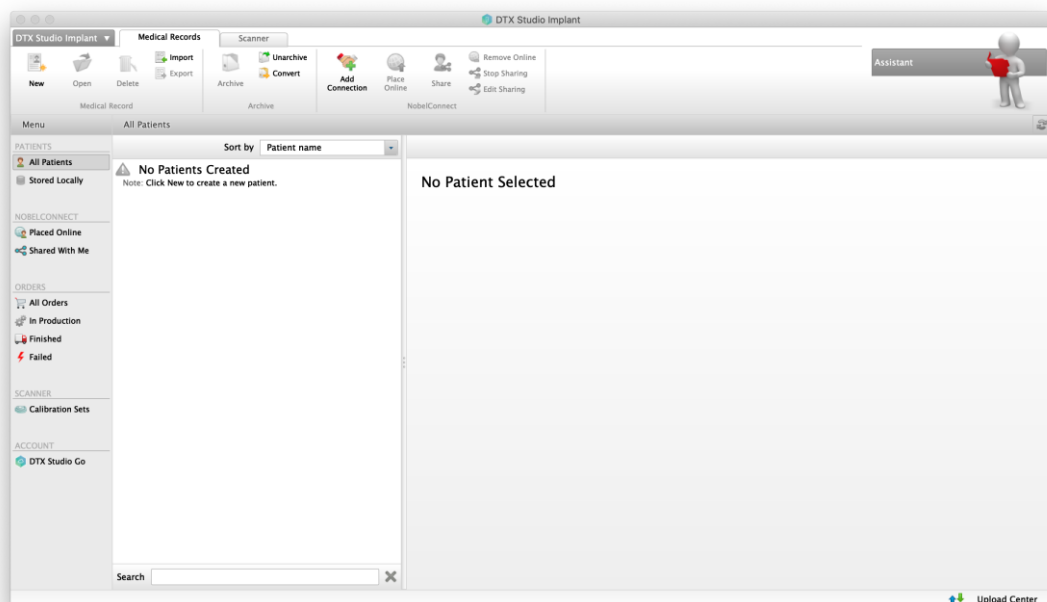 DTX Studio Implant
DTX Studio Implant
Medical Records
Scanner
New
Open
Delete
Import
Export
Medical Record
Archive
Unarchive
Convert
Archive
Add Connection
Place Online
Share
Remove Online
Stop Sharing
Edit Sharing
NobelConnect
Assistant
Menu
All Patients
PATIENTS
All Patients
Stored Locally
NOBELCONNECT
Placed Online
Shared With Me
ORDERS
All Orders
In Production
Finished
Failed
SCANNER
Calibration Sets
ACCOUNT
DTX Studio Go
Sort by Patient name
No Patients Created
Note: Click New to create a new patient.
Search
No Patient Selected
Upload Center